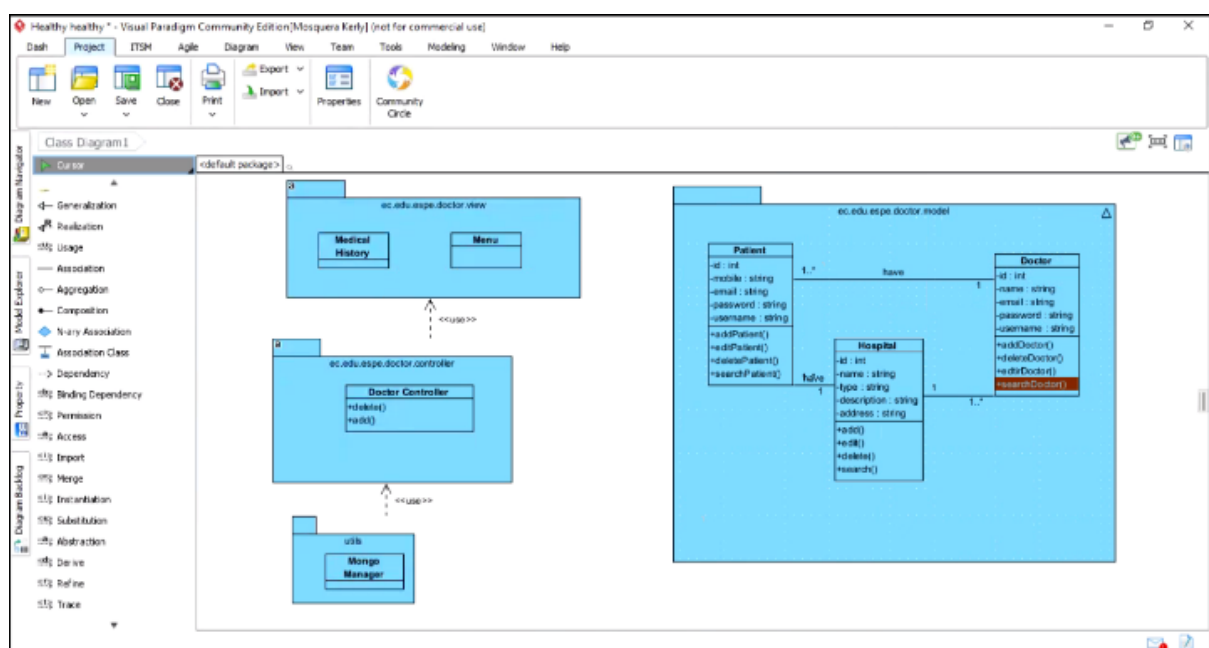 Healthy healthy * - Visual Paradigm Community Edition[Mosquera Kerly] (not for commercial use)
Dash Project ITSM Agile Diagram View Team Tools Modeling Window Help
New
Open
Save
Close
Print
Export
Import
Properties
Community
Circle
Diagram Navigator
Model Explorer
Property
Diagram Backlog
Class Diagram1
Cursor
Generalization
Realization
Usage
Association
Aggregation
Composition
N-ary Association
Association Class
Dependency
Binding Dependency
Permission
Access
Import
Merge
Instantiation
Substitution
Abstraction
Derive
Refine
Trace
<default package>
ec.edu.espe.doctor.view
Medical
History
Menu
<<use>>
ec.edu.espe.doctor.controller
Doctor Controller
+delete()
+add()
<<use>>
utils
Mongo
Manager
ec.edu.espe.doctor.model
Patient
-id : int
-mobile : string
-email : string
-password : string
-username : string
+addPatient()
+editPatient()
+deletePatient()
+searchPatient()
1..*
have
1
Doctor
-id : int
-name : string
-email : string
-password : string
-username : string
+addDoctor()
+deleteDoctor()
+edtirDoctor()
+searchDoctor()
have
1
Hospital
-id : int
-name : string
-type : string
-description : string
-address : string
+add()
+edit()
+delete()
+search()
1
1..*